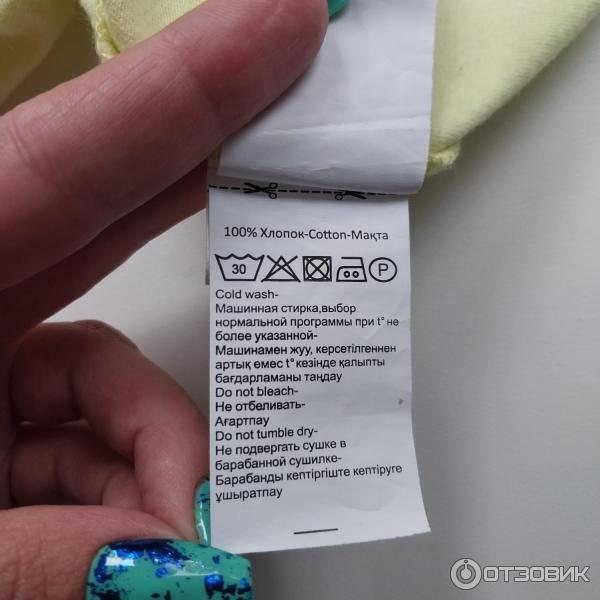 100% Хлопок-Cotton-Мақта
30 P
Cold wash-
Машинная стирка,выбор
нормальной программы при t° не
более указанной-
Машинамен жуу, керсетілгеннен
артық емес t° кезінде қалыпты
бағдарламаны таңдау
Do not bleach-
Не отбеливать-
Ағартпау
Do not tumble dry-
Не подвергать сушке в
барабанной сушилке-
Барабанды кептіргіште кептіруге
ұшыратпау
ОТЗОВИК